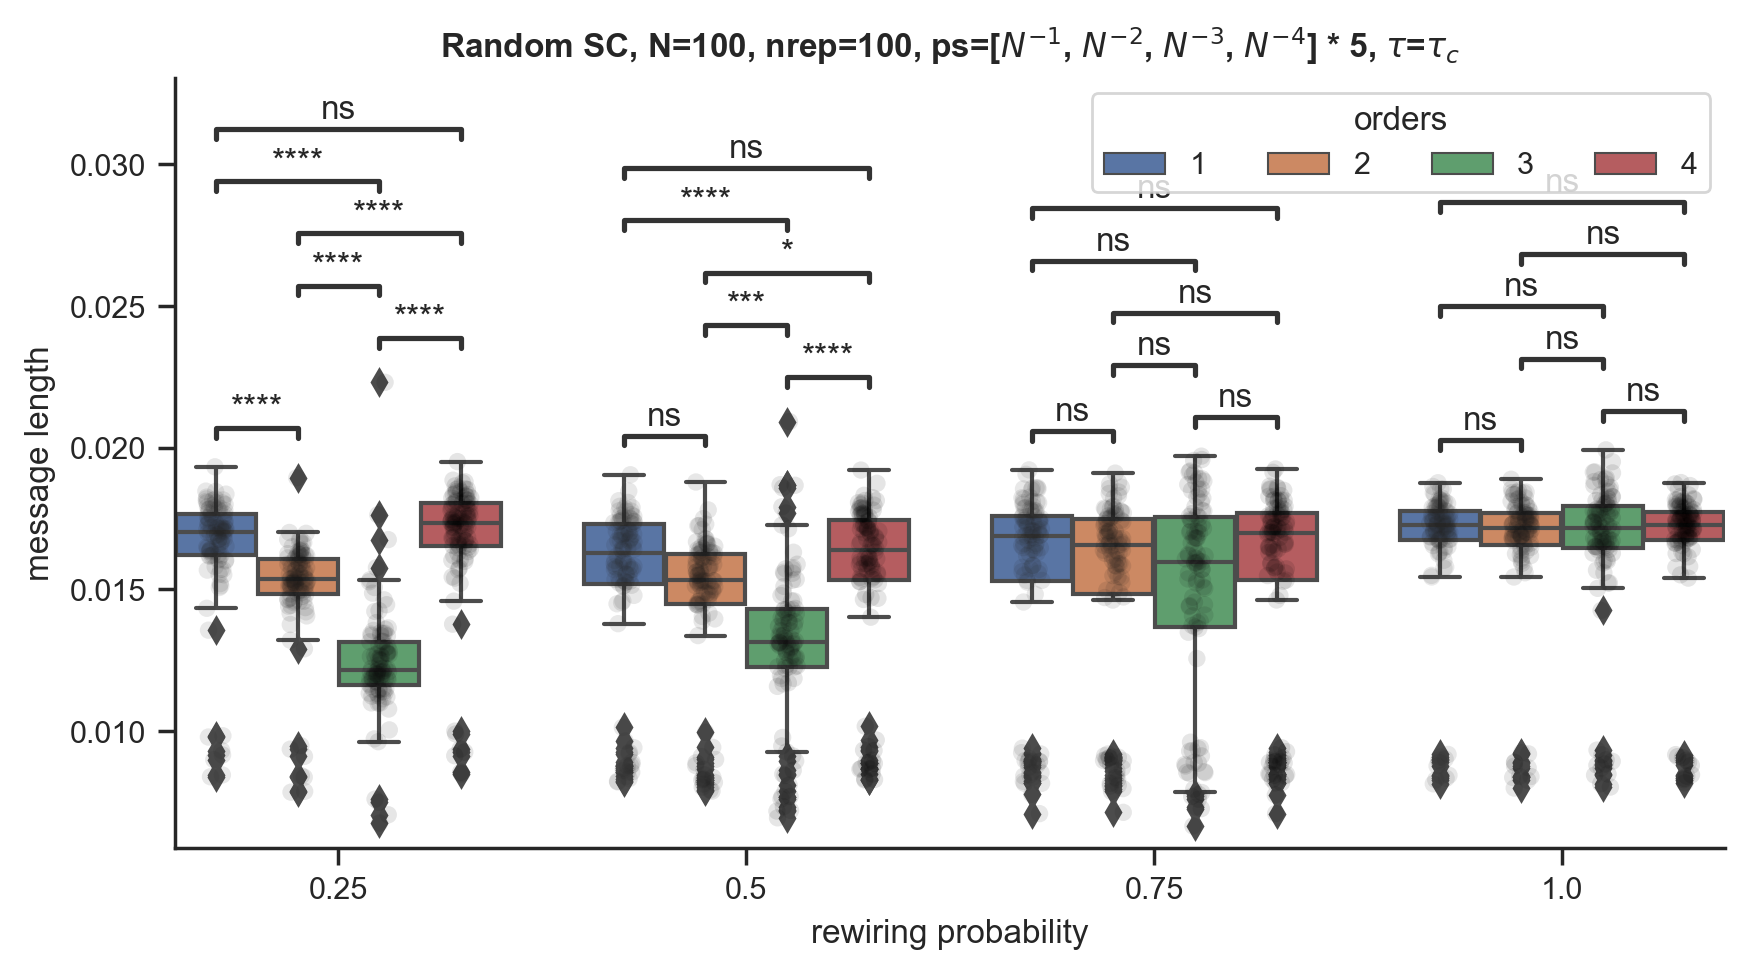 Random SC, N=100, nrep=100, ps=[N⁻¹, N⁻², N⁻³, N⁻⁴] * 5, τ=τ_c
orders
1 2 3 4
message length
0.030
0.025
0.020
0.015
0.010
ns
****
****
****
****
****
ns
****
*
***
****
ns
ns
ns
ns
ns
ns
ns
ns
ns
ns
ns
ns
ns
0.25 0.5 0.75 1.0
rewiring probability